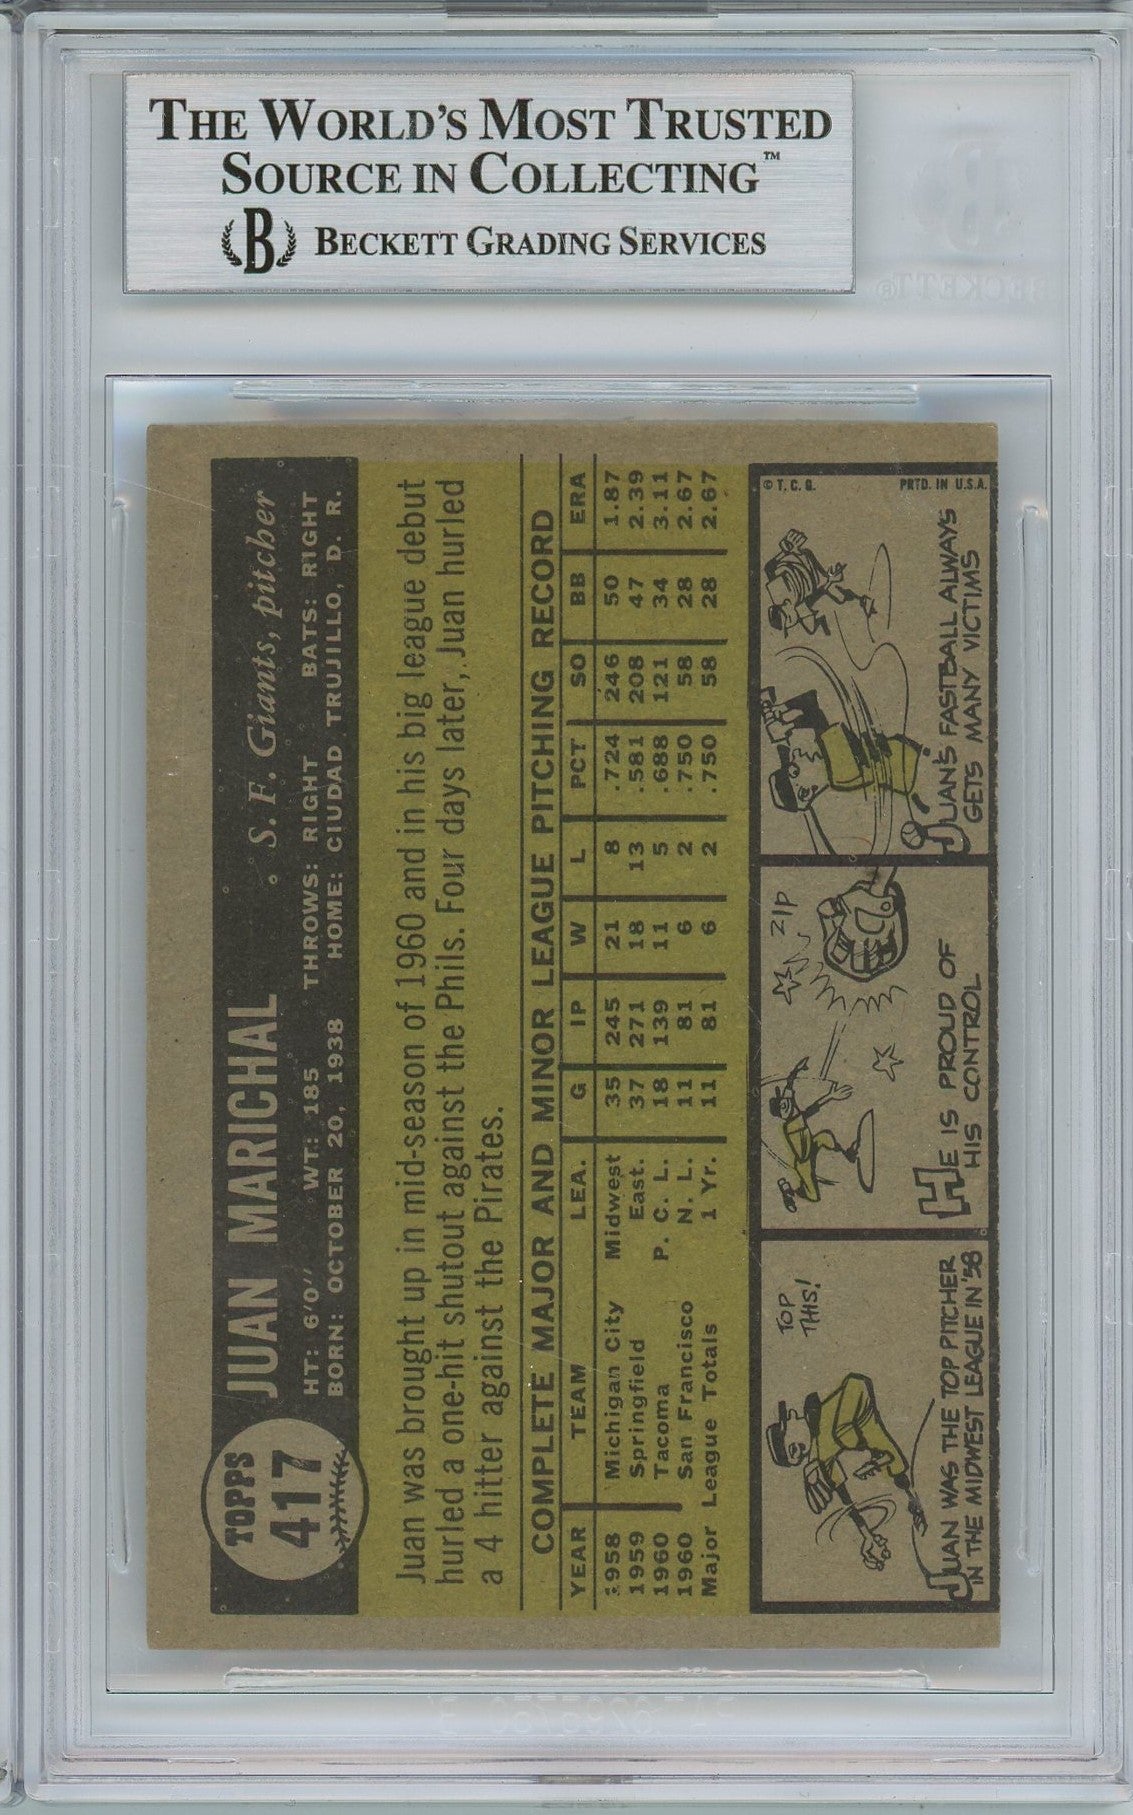 THE WORLD'S MOST TRUSTED
SOURCE IN COLLECTING™
B BECKETT GRADING SERVICES
BECKETT®
TOPPS
417
JUAN MARICHAL
S. F. Giants, pitcher
HT: 6'0" WT: 185 THROWS: RIGHT BATS: RIGHT
BORN: OCTOBER 20, 1938 HOME: CIUDAD TRUJILLO, D. R.
Juan was brought up in mid-season of 1960 and in his big league debut
hurled a one-hit shutout against the Phils. Four days later, Juan hurled
a 4 hitter against the Pirates.
COMPLETE MAJOR AND MINOR LEAGUE PITCHING RECORD
YEAR TEAM LEA. G IP W L PCT SO BB ERA
1958 Michigan City Midwest 35 245 21 8 .724 246 50 1.87
1959 Springfield East. 37 271 18 13 .581 208 47 2.39
1960 Tacoma P. C. L. 18 139 11 5 .688 121 34 3.11
1960 San Francisco N. L. 11 81 6 2 .750 58 28 2.67
Major League Totals 1 Yr. 11 81 6 2 .750 58 28 2.67
TOP
THIS!
JUAN WAS THE TOP PITCHER
IN THE MIDWEST LEAGUE IN '58
ZIP
HE IS PROUD OF
HIS CONTROL
© T. C. G. PRTD. IN U.S.A.
JUAN'S FASTBALL ALWAYS
GETS MANY VICTIMS